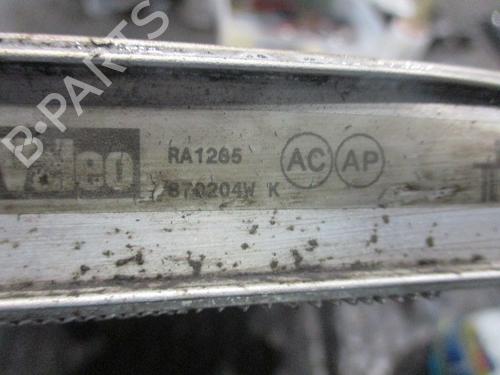 B-PARTS
Valeo
RA1265
870204W K
AC AP